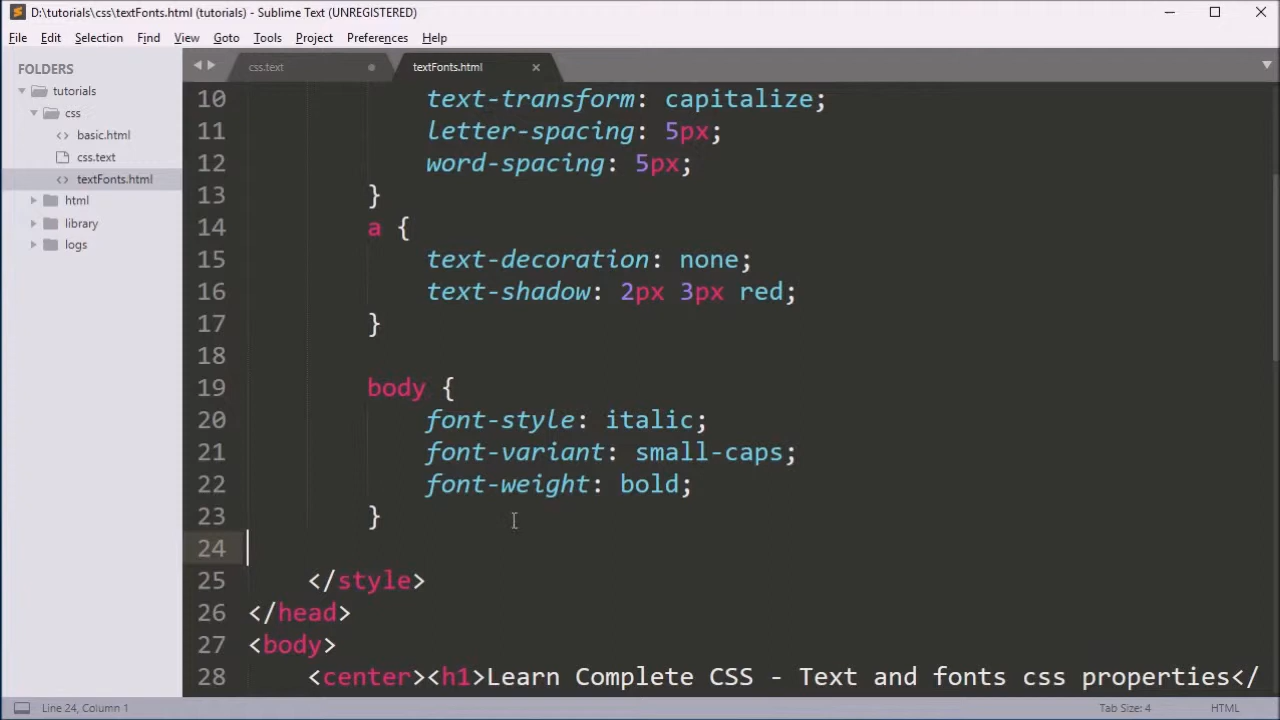 D:\tutorials\css\textFonts.html (tutorials) - Sublime Text (UNREGISTERED)
File Edit Selection View Find View Goto Tools Project Preferences Help
FOLDERS
tutorials
css
basic.html
css.text
textFonts.html
html
library
logs
css.text textFonts.html
10 text-transform: capitalize;
11 letter-spacing: 5px;
12 word-spacing: 5px;
13 }
14 a {
15 text-decoration: none;
16 text-shadow: 2px 3px red;
17 }
18
19 body {
20 font-style: italic;
21 font-variant: small-caps;
22 font-weight: bold;
23 }
24
25 </style>
26 </head>
27 <body>
28 <center><h1>Learn Complete CSS - Text and fonts css properties</
Line 24, Column 1 Tab Size: 4 HTML